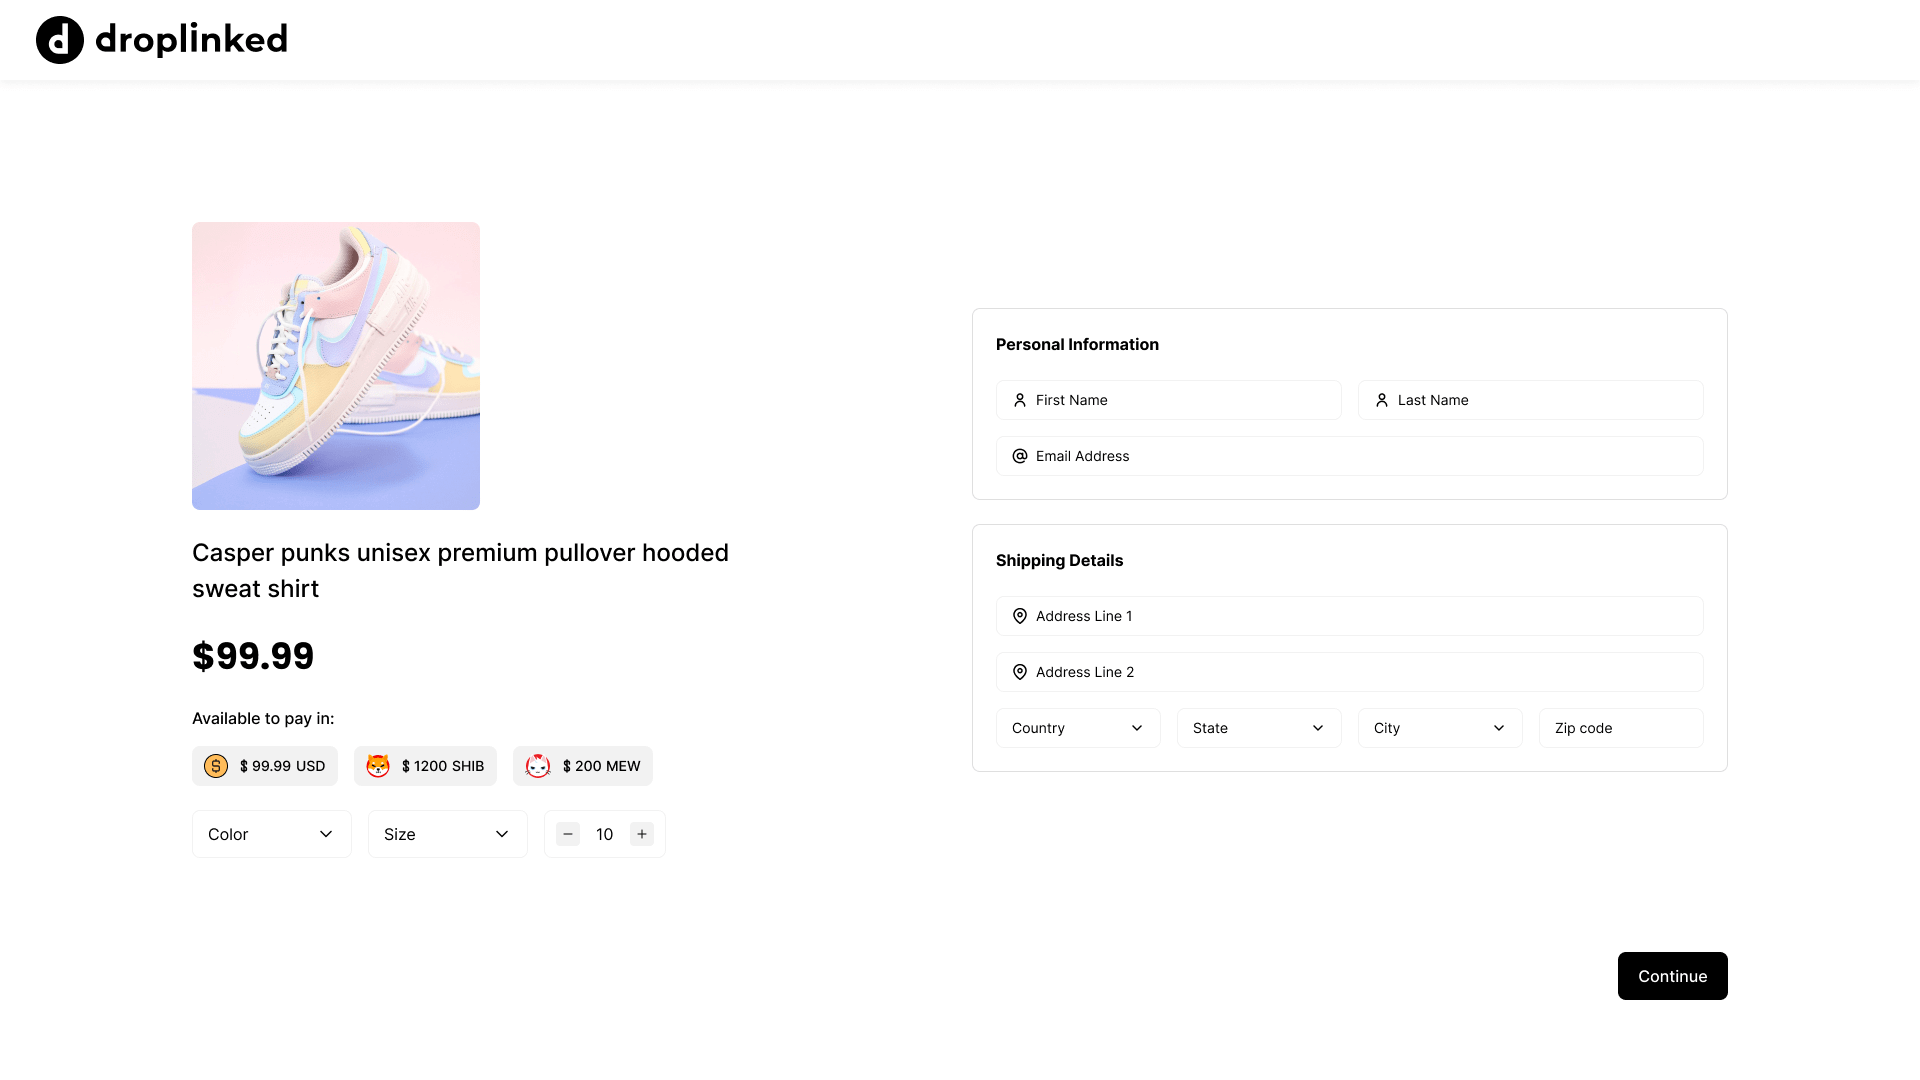 droplinked
Casper punks unisex premium pullover hooded
sweat shirt
$99.99
Available to pay in:
$ 99.99 USD
$ 1200 SHIB
$ 200 MEW
Color
Size
10
Personal Information
First Name
Last Name
Email Address
Shipping Details
Address Line 1
Address Line 2
Country
State
City
Zip code
Continue